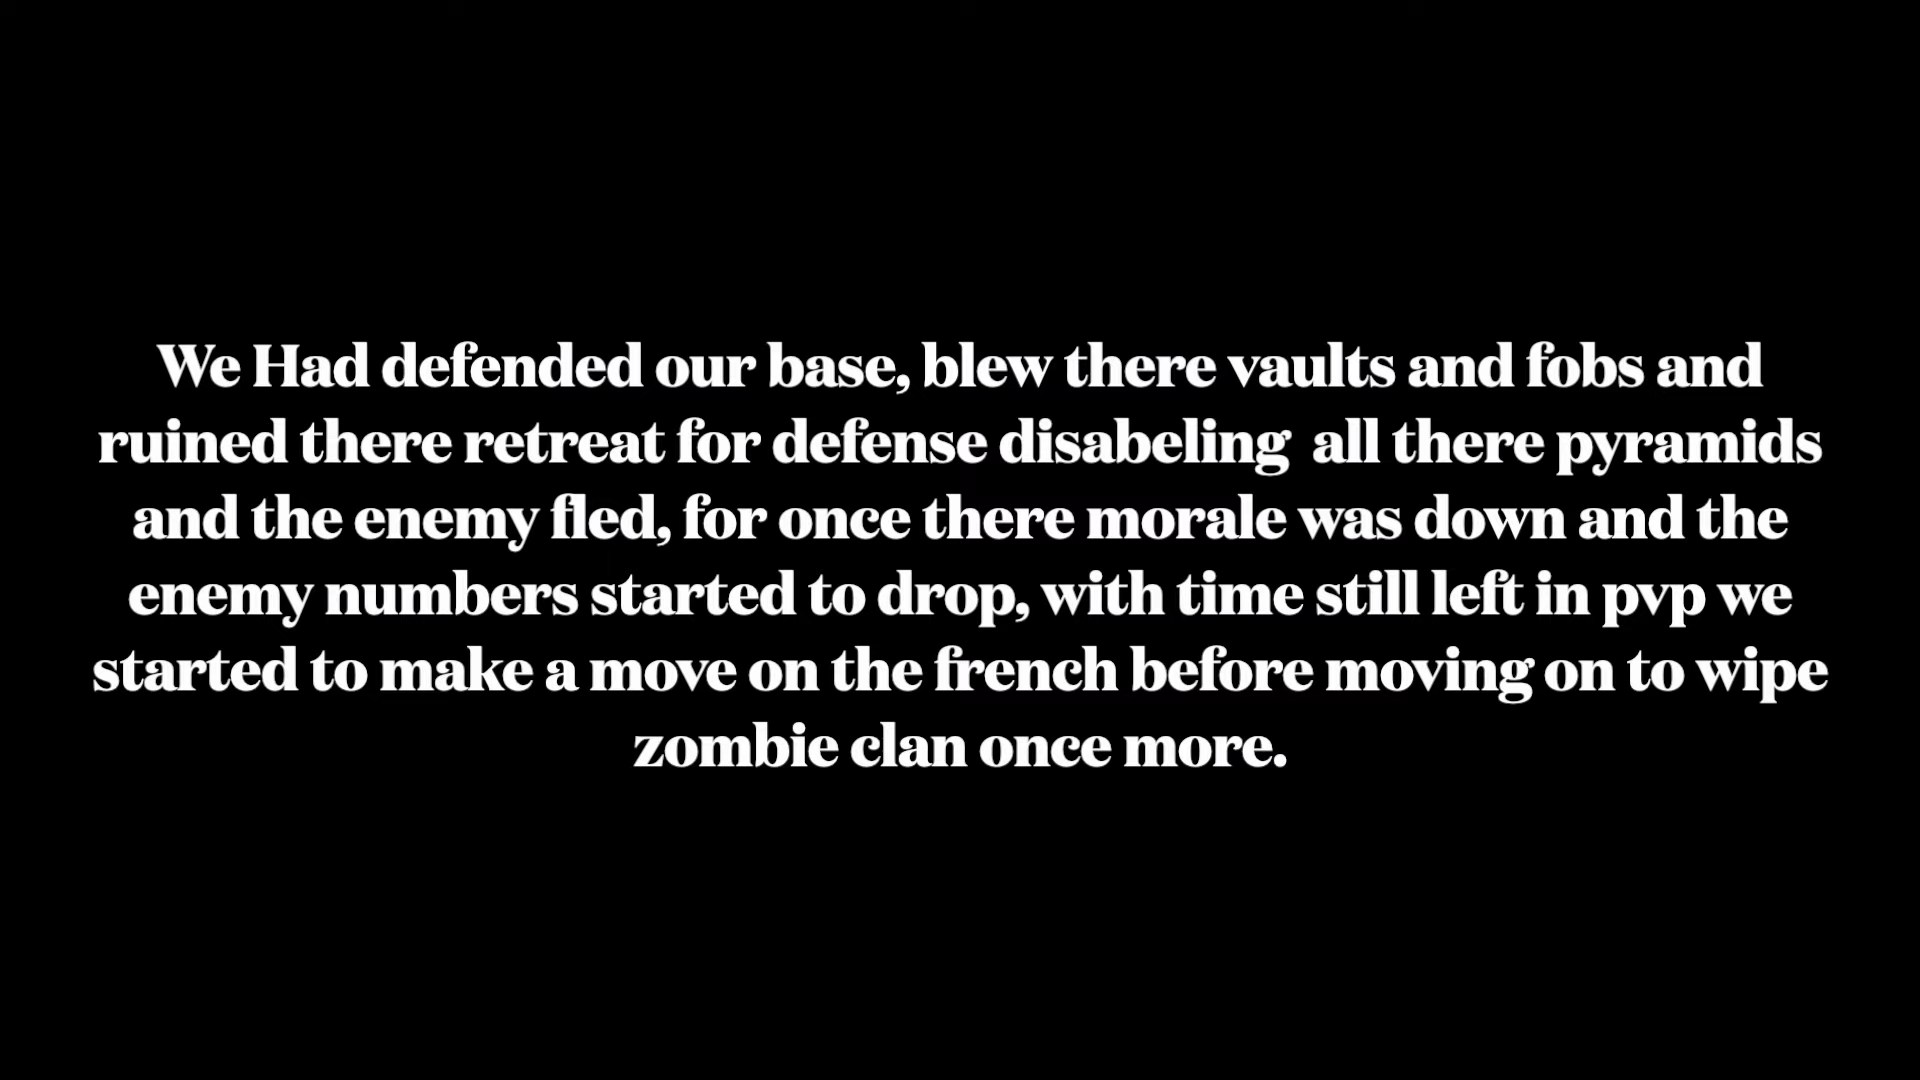 We Had defended our base, blew there vaults and fobs and
ruined there retreat for defense disabeling  all there pyramids
and the enemy fled, for once there morale was down and the
enemy numbers started to drop, with time still left in pvp we
started to make a move on the french before moving on to wipe
zombie clan once more.